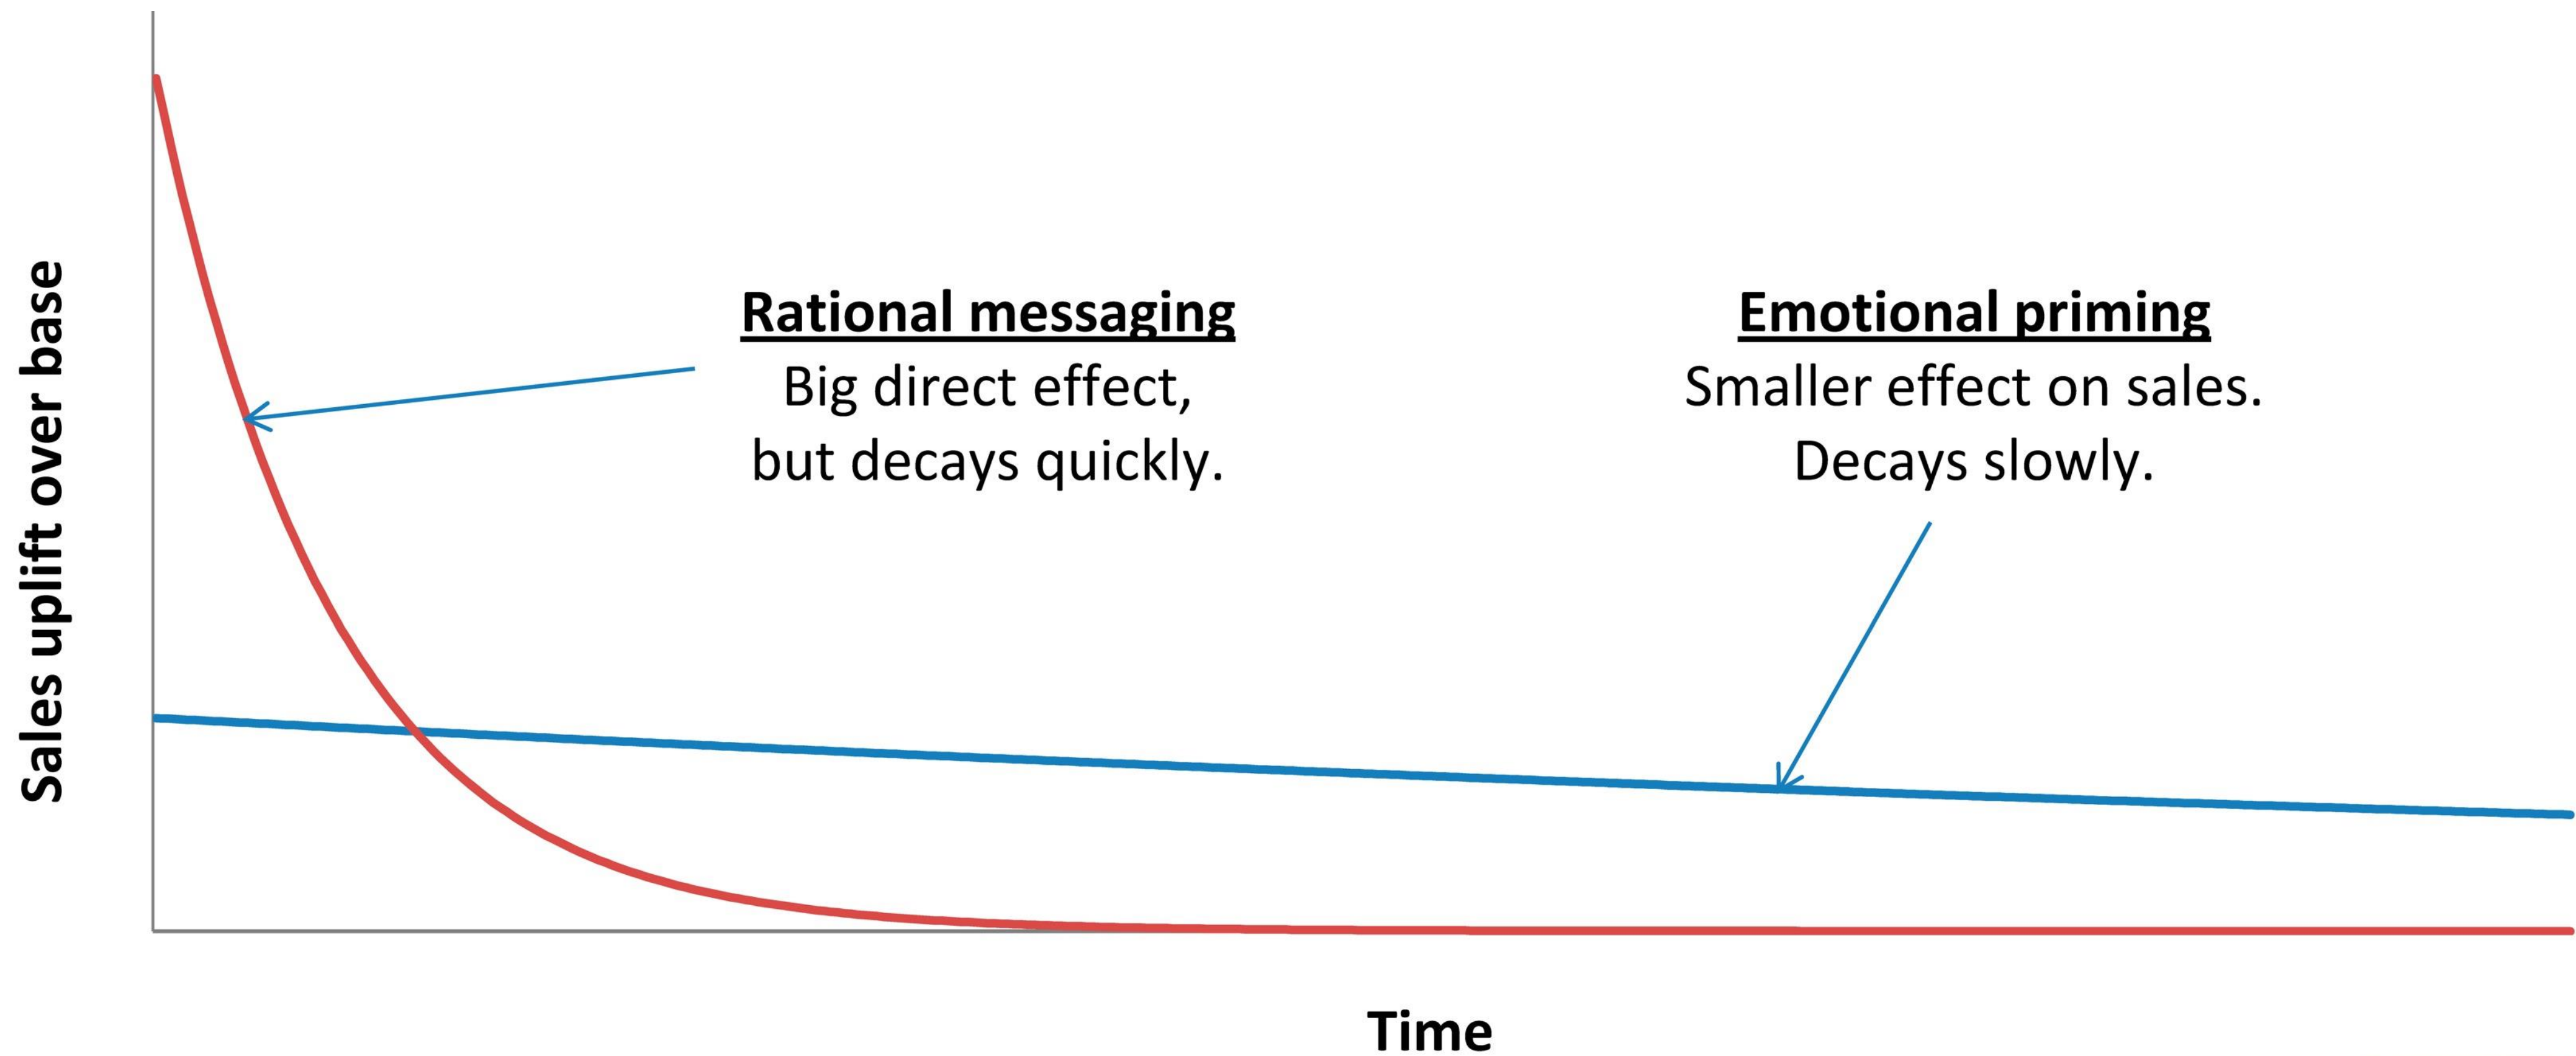 Sales uplift over base
Rational messaging
Big direct effect,
but decays quickly.
Emotional priming
Smaller effect on sales.
Decays slowly.
Time